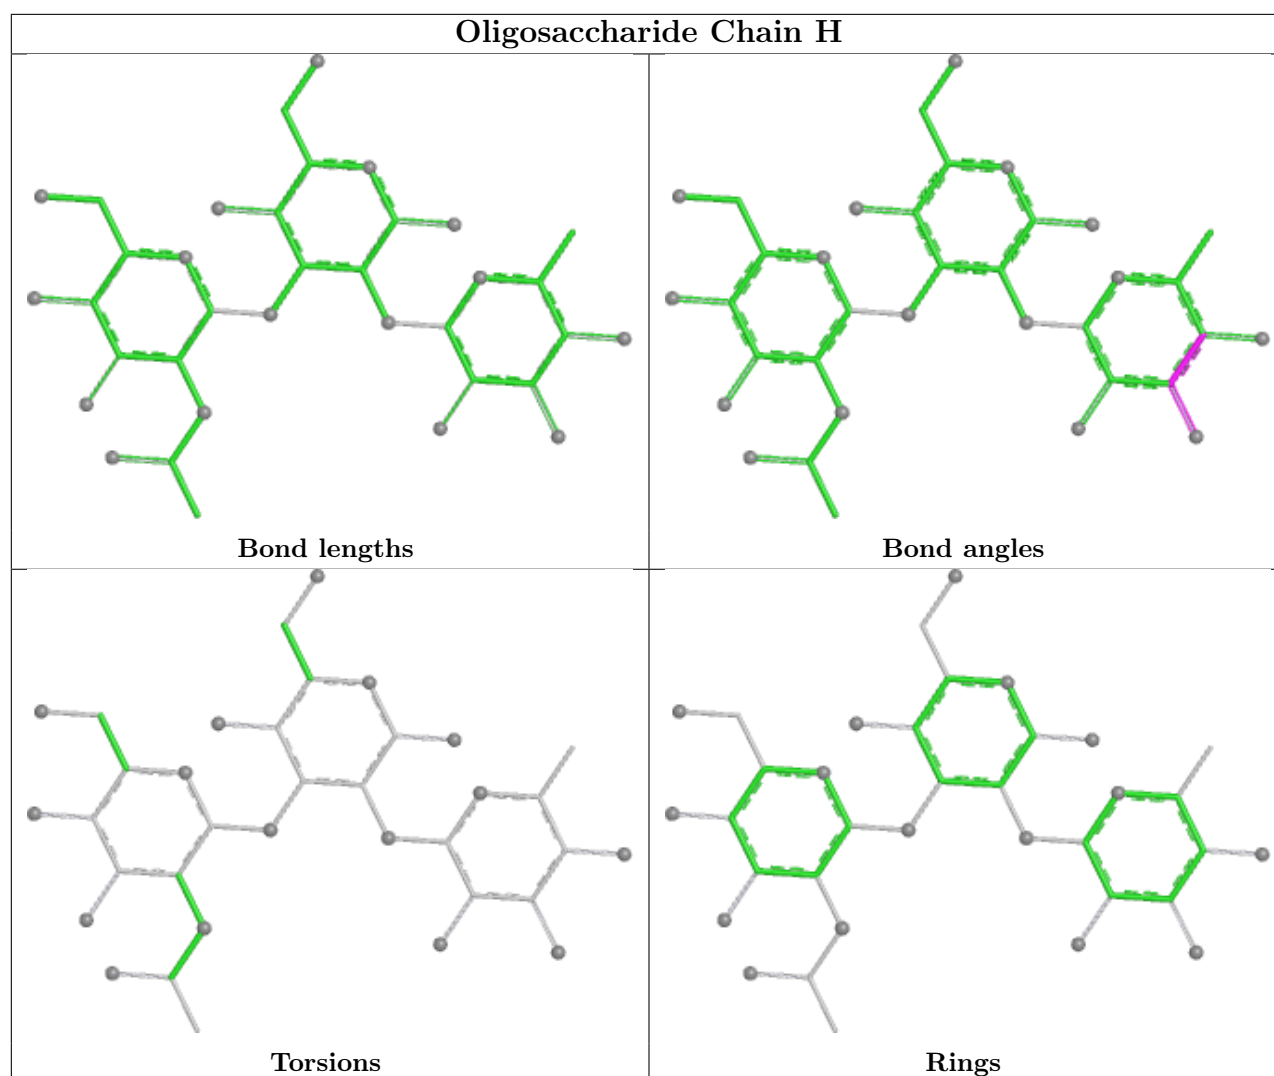 Oligosaccharide Chain H
Bond lengths
Bond angles
Torsions
Rings